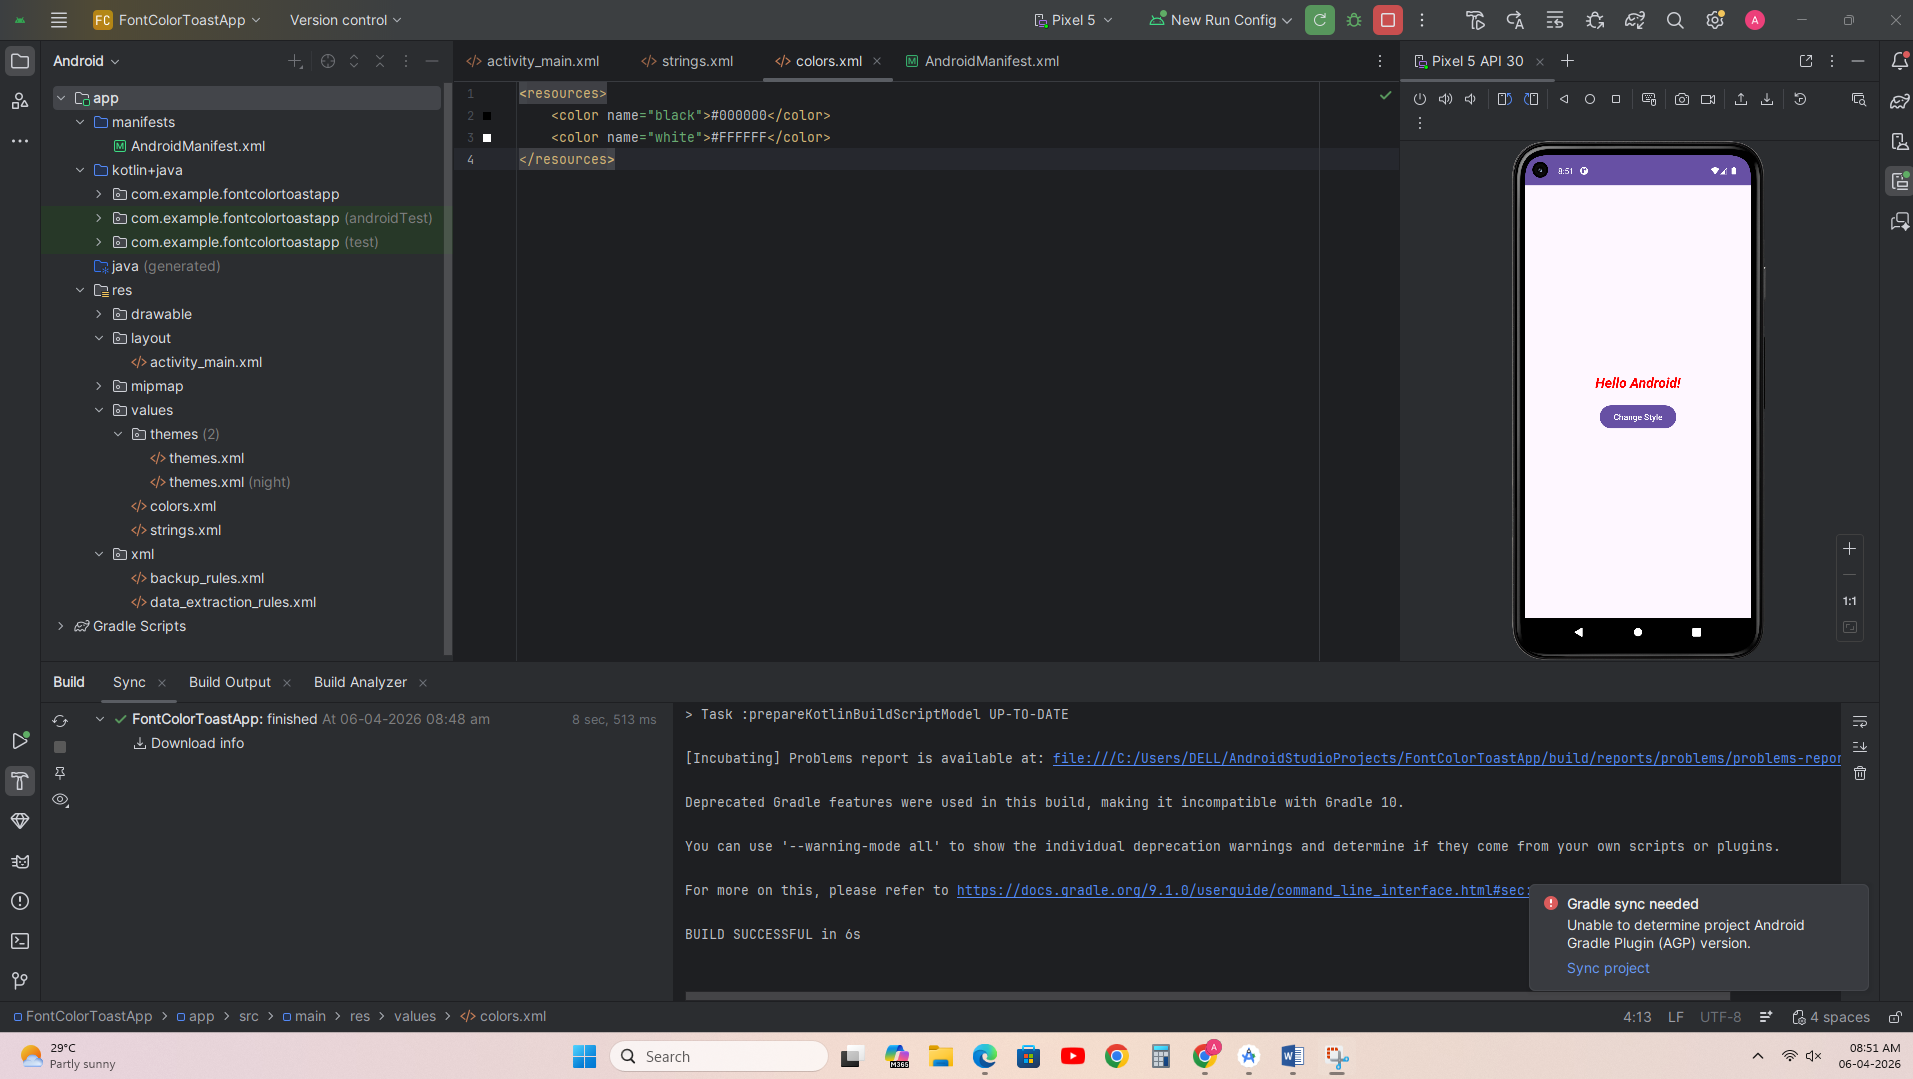 FC FontColorToastApp Version control Pixel 5 New Run Config A
Android
activity_main.xml strings.xml colors.xml AndroidManifest.xml
Pixel 5 API 30
app
manifests
AndroidManifest.xml
kotlin+java
com.example.fontcolortoastapp
com.example.fontcolortoastapp (androidTest)
com.example.fontcolortoastapp (test)
java (generated)
res
drawable
layout
activity_main.xml
mipmap
values
themes (2)
themes.xml
themes.xml (night)
colors.xml
strings.xml
xml
backup_rules.xml
data_extraction_rules.xml
Gradle Scripts
1 <resources>
2 <color name="black">#000000</color>
3 <color name="white">#FFFFFF</color>
4 </resources>
8:51
Hello Android!
Change Style
1:1
Build Sync Build Output Build Analyzer
FontColorToastApp: finished At 06-04-2026 08:48 am 8 sec, 513 ms
Download info
> Task :prepareKotlinBuildScriptModel UP-TO-DATE
[Incubating] Problems report is available at: file:///C:/Users/DELL/AndroidStudioProjects/FontColorToastApp/build/reports/problems/problems-repor
Deprecated Gradle features were used in this build, making it incompatible with Gradle 10.
You can use '--warning-mode all' to show the individual deprecation warnings and determine if they come from your own scripts or plugins.
For more on this, please refer to https://docs.gradle.org/9.1.0/userguide/command_line_interface.html#sec:
BUILD SUCCESSFUL in 6s
Gradle sync needed
Unable to determine project Android
Gradle Plugin (AGP) version.
Sync project
FontColorToastApp > app > src > main > res > values > colors.xml
4:13 LF UTF-8 4 spaces
29°C
Partly sunny
Search
M365
A
08:51 AM
06-04-2026